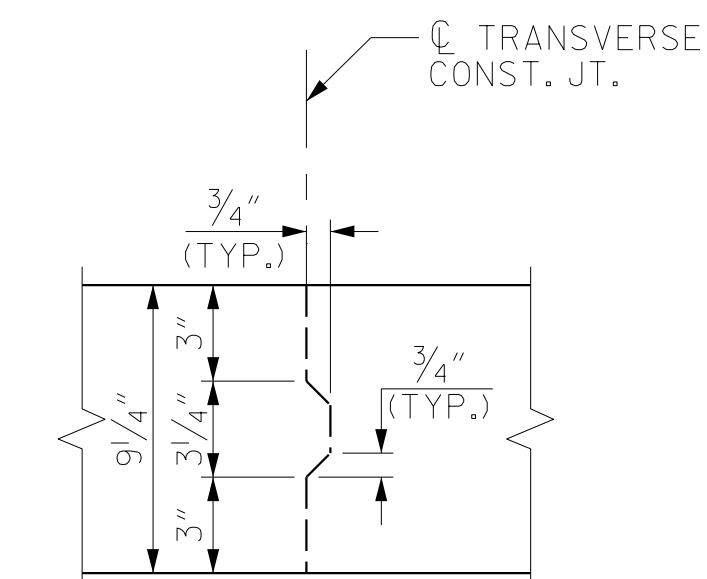 ℄ TRANSVERSE
CONST. JT.
3/4"
(TYP.)
3"
3/4"
(TYP.)
9 1/4"
3 1/4"
3"